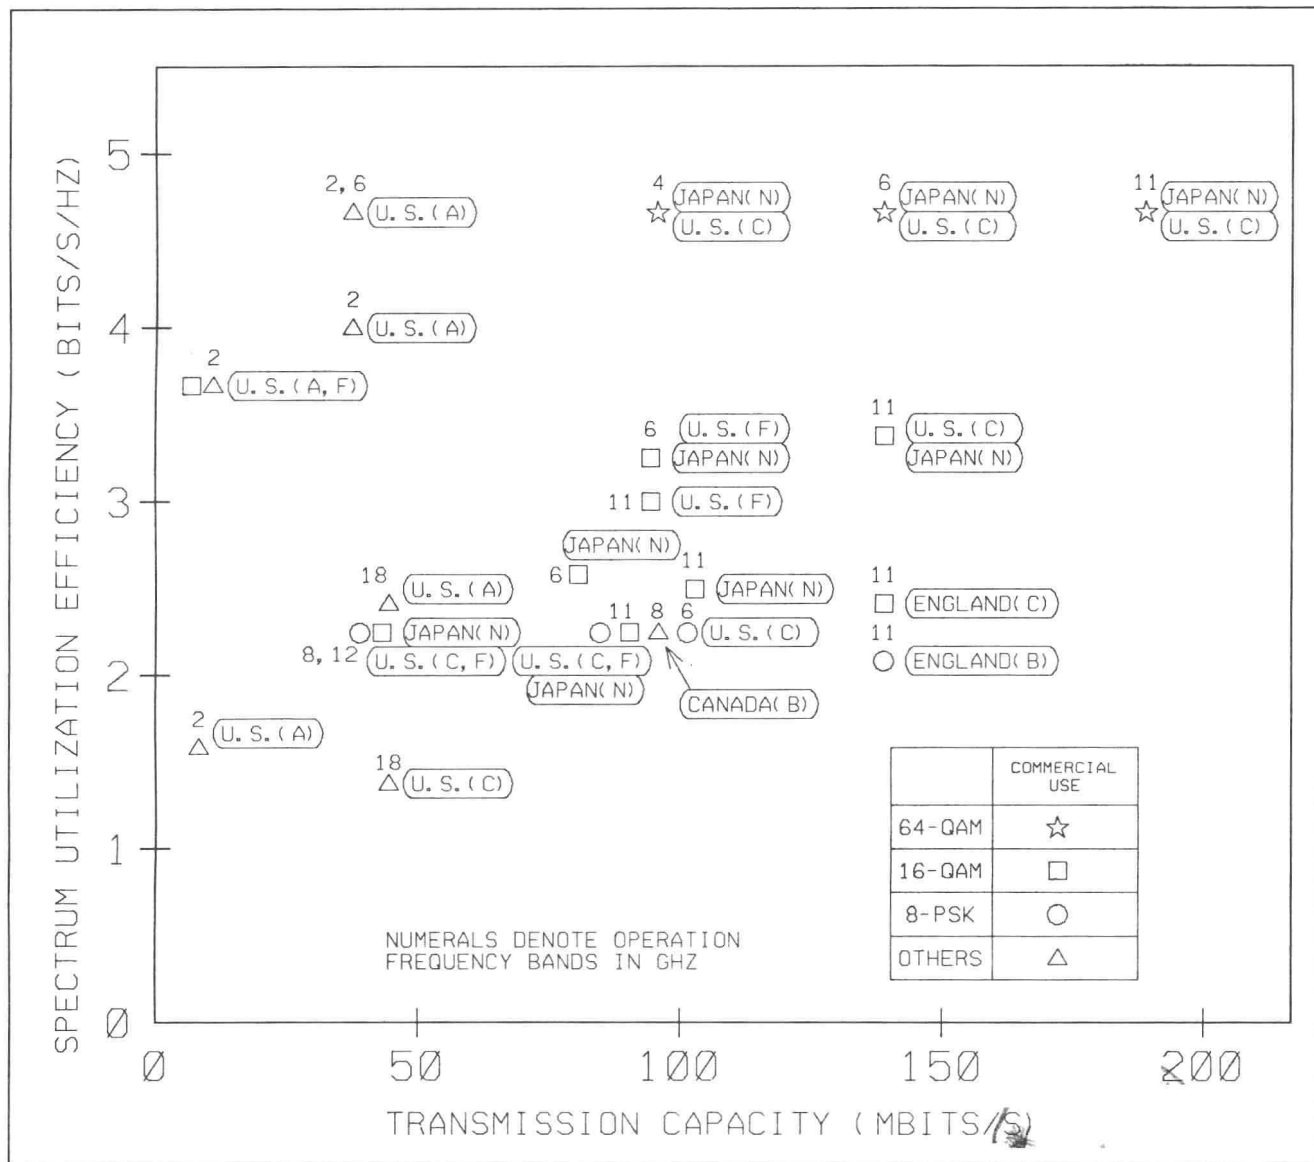 SPECTRUM UTILIZATION EFFICIENCY (BITS/S/HZ)
5
4
3
2
1
0
2, 6
U.S.(A)
4
JAPAN(N)
U.S.(C)
6
JAPAN(N)
U.S.(C)
11
JAPAN(N)
U.S.(C)
2
U.S.(A)
2
U.S.(A,F)
6
U.S.(F)
JAPAN(N)
11
U.S.(C)
JAPAN(N)
11
U.S.(F)
JAPAN(N)
6
11
JAPAN(N)
18
U.S.(A)
11
ENGLAND(C)
JAPAN(N)
8, 12
U.S.(C,F)
11
8
6
U.S.(C)
U.S.(C,F)
JAPAN(N)
CANADA(B)
11
ENGLAND(B)
2
U.S.(A)
18
U.S.(C)
COMMERCIAL
USE
64-QAM
16-QAM
8-PSK
OTHERS
NUMERALS DENOTE OPERATION
FREQUENCY BANDS IN GHZ
0
50
100
150
200
TRANSMISSION CAPACITY (MBITS/S)